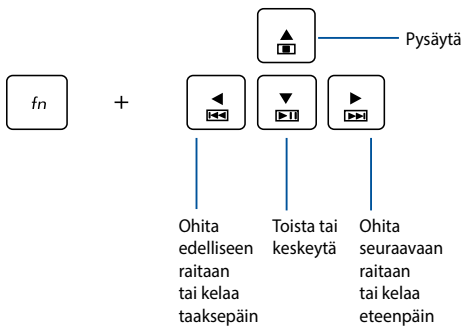 Pysäytä
fn
+
Ohita
edelliseen
raitaan
tai kelaa
taaksepäin
Toista tai
keskeytä
Ohita
seuraavaan
raitaan
tai kelaa
eteenpäin